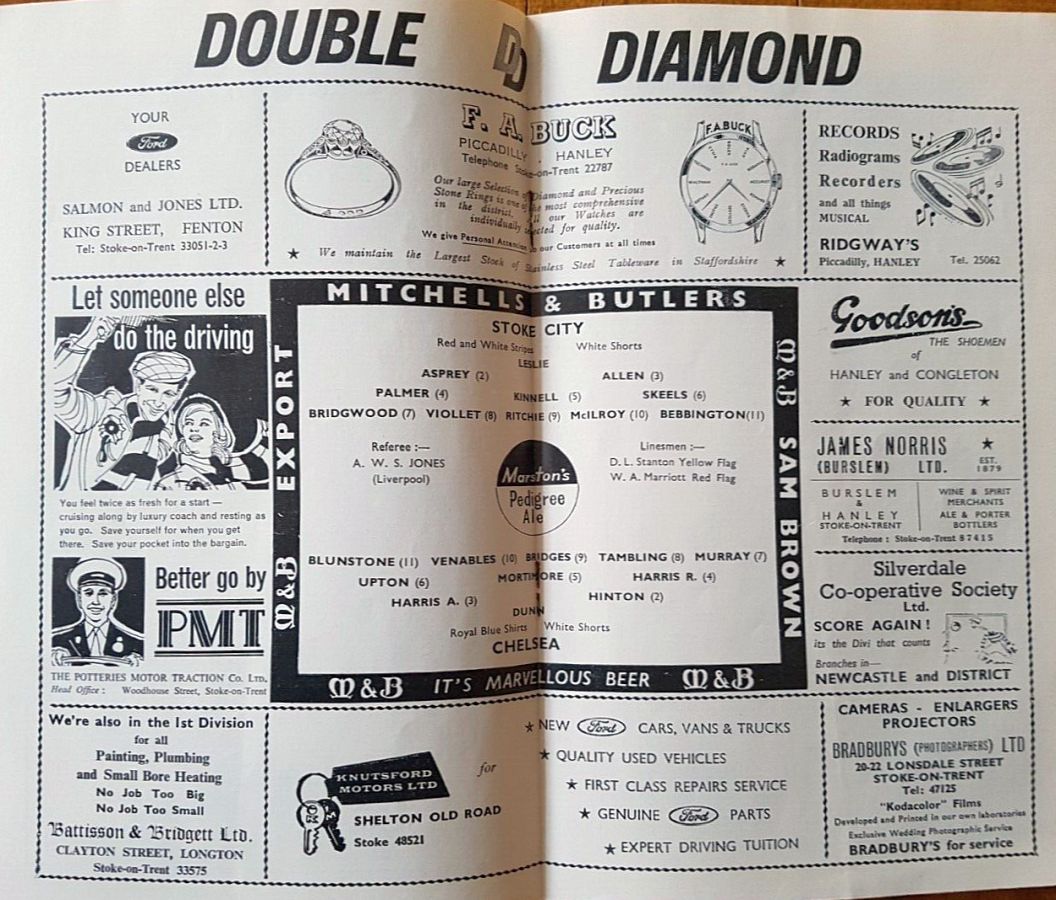 DOUBLE DD DIAMOND
YOUR
Ford
DEALERS
SALMON and JONES LTD.
KING STREET, FENTON
Tel: Stoke-on-Trent 33051-2-3
F. A. BUCK
PICCADILLY . HANLEY
Telephone Stoke-on-Trent 22787
Our large Selection of Diamond and Precious
Stone Rings is one of the most comprehensive
in the district. All our Watches are
individually selected for quality.
We give Personal Attention to our Customers at all times
★ We maintain the Largest Stock of Stainless Steel Tableware in Staffordshire ★
F.A.BUCK
RECORDS
Radiograms
Recorders
and all things
MUSICAL
RIDGWAY'S
Piccadilly, HANLEY Tel. 25062
Let someone else
do the driving
You feel twice as fresh for a start —
cruising along by luxury coach and resting as
you go. Save yourself for when you get
there. Save your pocket into the bargain.
Better go by
PMT
THE POTTERIES MOTOR TRACTION Co. LTD.
Head Office : Woodhouse Street, Stoke-on-Trent
MITCHELLS & BUTLERS
M&B EXPORT
STOKE CITY
Red and White Stripes White Shorts
LESLIE
ASPREY (2) ALLEN (3)
PALMER (4) KINNELL (5) SKEELS (6)
BRIDGWOOD (7) VIOLLET (8) RITCHIE (9) McILROY (10) BEBBINGTON (11)
Referee :— Linesmen :—
A. W. S. JONES D. L. Stanton Yellow Flag
(Liverpool) W. A. Marriott Red Flag
Marston's
Pedigree
Ale
BLUNSTONE (11) VENABLES (10) BRIDGES (9) TAMBLING (8) MURRAY (7)
UPTON (6) MORTIMORE (5) HARRIS R. (4)
HARRIS A. (3) HINTON (2)
DUNN
Royal Blue Shirts White Shorts
CHELSEA
M&B SAM BROWN
M&B IT'S MARVELLOUS BEER M&B
Goodson's
THE SHOEMEN
of
HANLEY and CONGLETON
★ FOR QUALITY ★
JAMES NORRIS ★
(BURSLEM) LTD. EST. 1879
BURSLEM
&
HANLEY
STOKE-ON-TRENT
WINE & SPIRIT
MERCHANTS
ALE & PORTER
BOTTLERS
Telephone : Stoke-on-Trent 87415
Silverdale
Co-operative Society
Ltd.
SCORE AGAIN!
its the Divi that counts
Branches in—
NEWCASTLE and DISTRICT
We're also in the 1st Division
for all
Painting, Plumbing
and Small Bore Heating
No Job Too Big
No Job Too Small
Battisson & Bridgett Ltd.
CLAYTON STREET, LONGTON
Stoke-on-Trent 33575
KNUTSFORD
MOTORS LTD
for
SHELTON OLD ROAD
Stoke 48521
★ NEW Ford CARS, VANS & TRUCKS
★ QUALITY USED VEHICLES
★ FIRST CLASS REPAIRS SERVICE
★ GENUINE Ford PARTS
★ EXPERT DRIVING TUITION
CAMERAS - ENLARGERS
PROJECTORS
BRADBURYS (PHOTOGRAPHERS) LTD
20-22 LONSDALE STREET
STOKE-ON-TRENT
Tel: 47125
"Kodacolor" Films
Developed and Printed in our own laboratories
Exclusive Wedding Photographic Service
BRADBURY'S for service